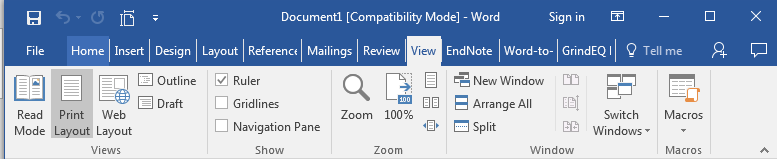 Document1 [Compatibility Mode] - Word Sign in
File Home Insert Design Layout Reference Mailings Review View EndNote Word-to- GrindEQ Tell me
Read Mode
Print Layout
Web Layout
Outline
Draft
Views
Ruler
Gridlines
Navigation Pane
Show
Zoom
100
100%
Zoom
New Window
Arrange All
Split
Switch Windows
Window
Macros
Macros